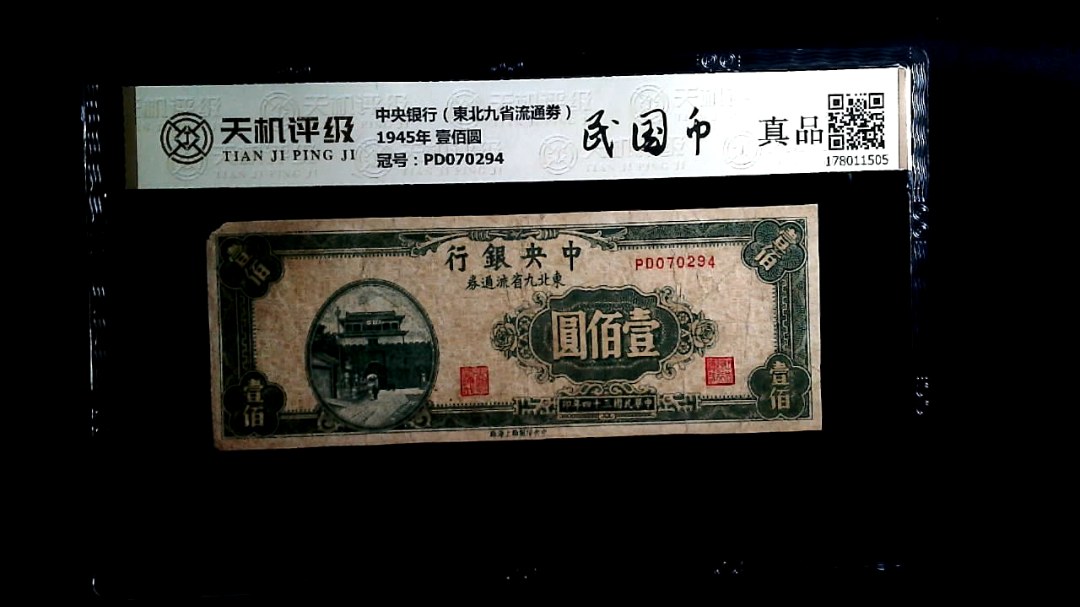 天机评级
TIAN JI PING JI
中央银行（東北九省流通券）
1945年 壹佰圆
冠号：PD070294
民国币
真品
178011505
壹佰
行銀央中
壹佰
PD070294
券通流省九北東
圓佰壹
壹佰
壹佰
印年四十三國民華中